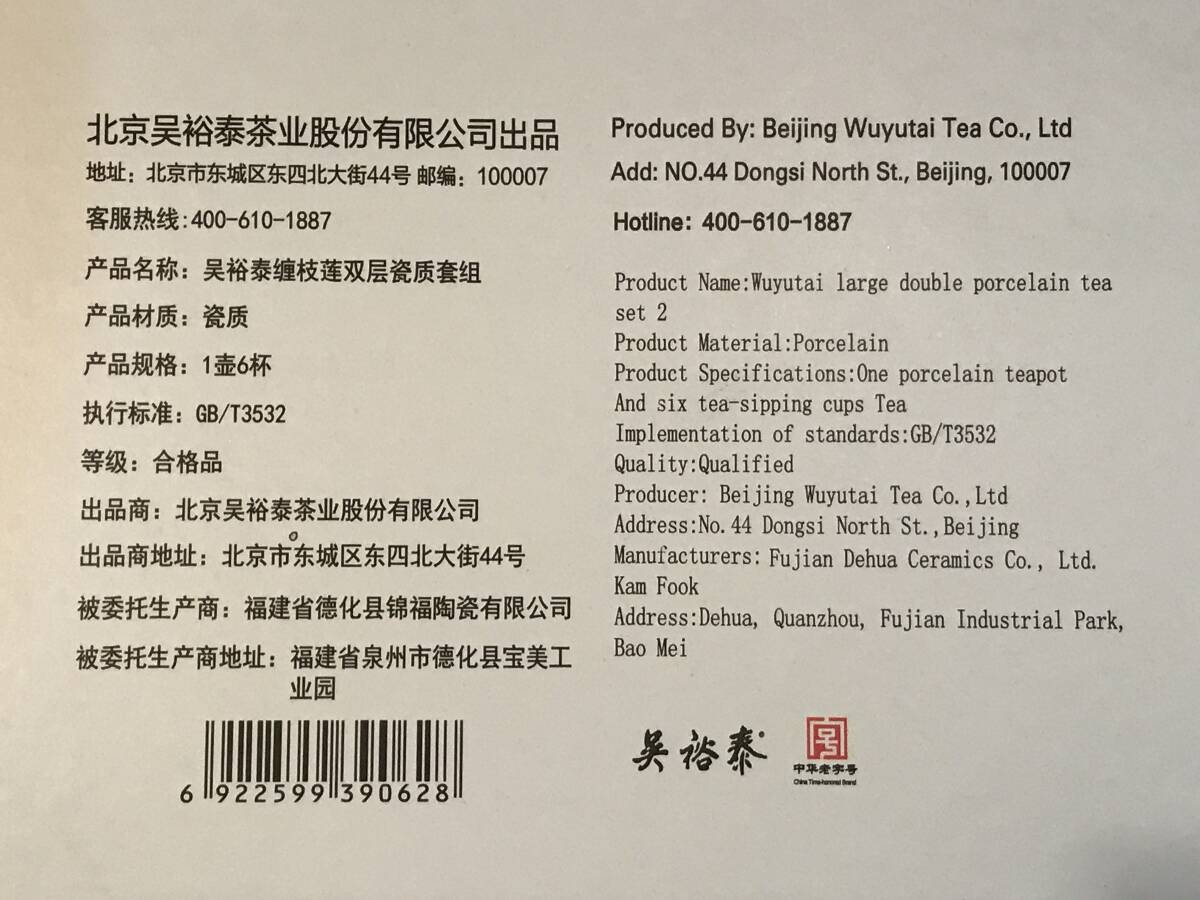 北京吴裕泰茶业股份有限公司出品
地址：北京市东城区东四北大街44号 邮编：100007
客服热线:400-610-1887
产品名称：吴裕泰缠枝莲双层瓷质套组
产品材质：瓷质
产品规格：1壶6杯
执行标准：GB/T3532
等级：合格品
出品商：北京吴裕泰茶业股份有限公司
出品商地址：北京市东城区东四北大街44号
被委托生产商：福建省德化县锦福陶瓷有限公司
被委托生产商地址：福建省泉州市德化县宝美工
业园
6 922599 390628
Produced By: Beijing Wuyutai Tea Co., Ltd
Add: NO.44 Dongsi North St., Beijing, 100007
Hotline: 400-610-1887
Product Name:Wuyutai large double porcelain tea
set 2
Product Material:Porcelain
Product Specifications:One porcelain teapot
And six tea-sipping cups Tea
Implementation of standards:GB/T3532
Quality:Qualified
Producer: Beijing Wuyutai Tea Co.,Ltd
Address:No.44 Dongsi North St.,Beijing
Manufacturers: Fujian Dehua Ceramics Co., Ltd.
Kam Fook
Address:Dehua, Quanzhou, Fujian Industrial Park,
Bao Mei
吴裕泰
中华老字号
China Time-honored Brand